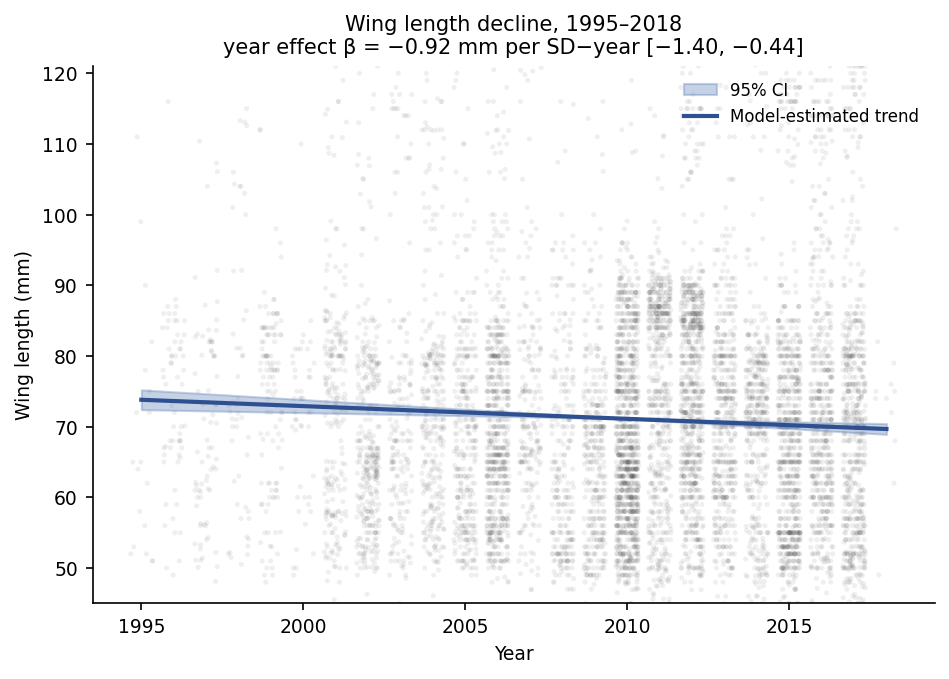 Wing length decline, 1995–2018
year effect β = −0.92 mm per SD−year [−1.40, −0.44]
95% CI
Model-estimated trend
Wing length (mm)
120
110
100
90
80
70
60
50
1995
2000
2005
2010
2015
Year